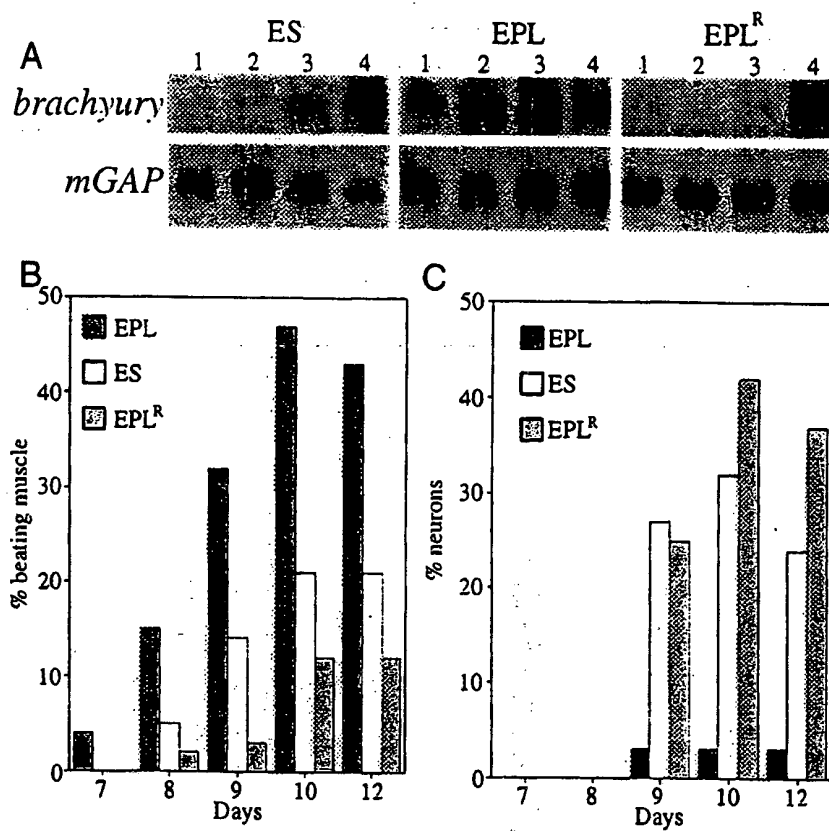 A
ES EPL EPL^R
1 2 3 4 1 2 3 4 1 2 3 4
brachyury
mGAP
B
50
40
30
20
10
0
% beating muscle
EPL
ES
EPL^R
7 8 9 10 12
Days
C
50
40
30
20
10
0
% neurons
EPL
ES
EPL^R
7 8 9 10 12
Days